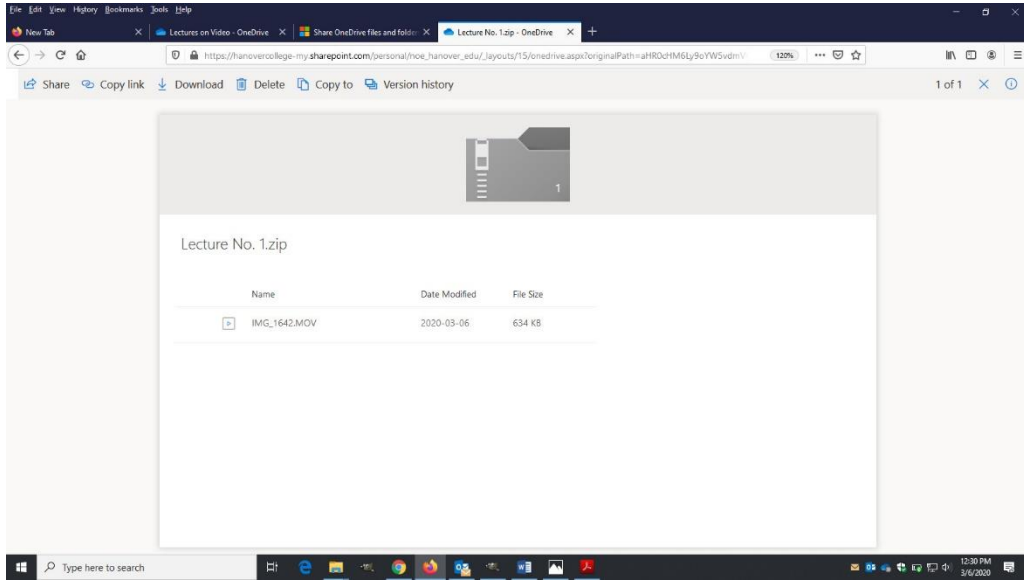 File Edit View History Bookmarks Tools Help
New Tab Lectures on Video - OneDrive Share OneDrive files and folder Lecture No. 1.zip - OneDrive
https://hanovercollege-my.sharepoint.com/personal/noe_hanover_edu/_layouts/15/onedrive.aspx?originalPath= 120%
Share Copy link Download Delete Copy to Version history 1 of 1
1
Lecture No. 1.zip
Name Date Modified File Size
IMG_1642.MOV 2020-03-06 634 KB
Type here to search 12:30 PM
3/6/2020